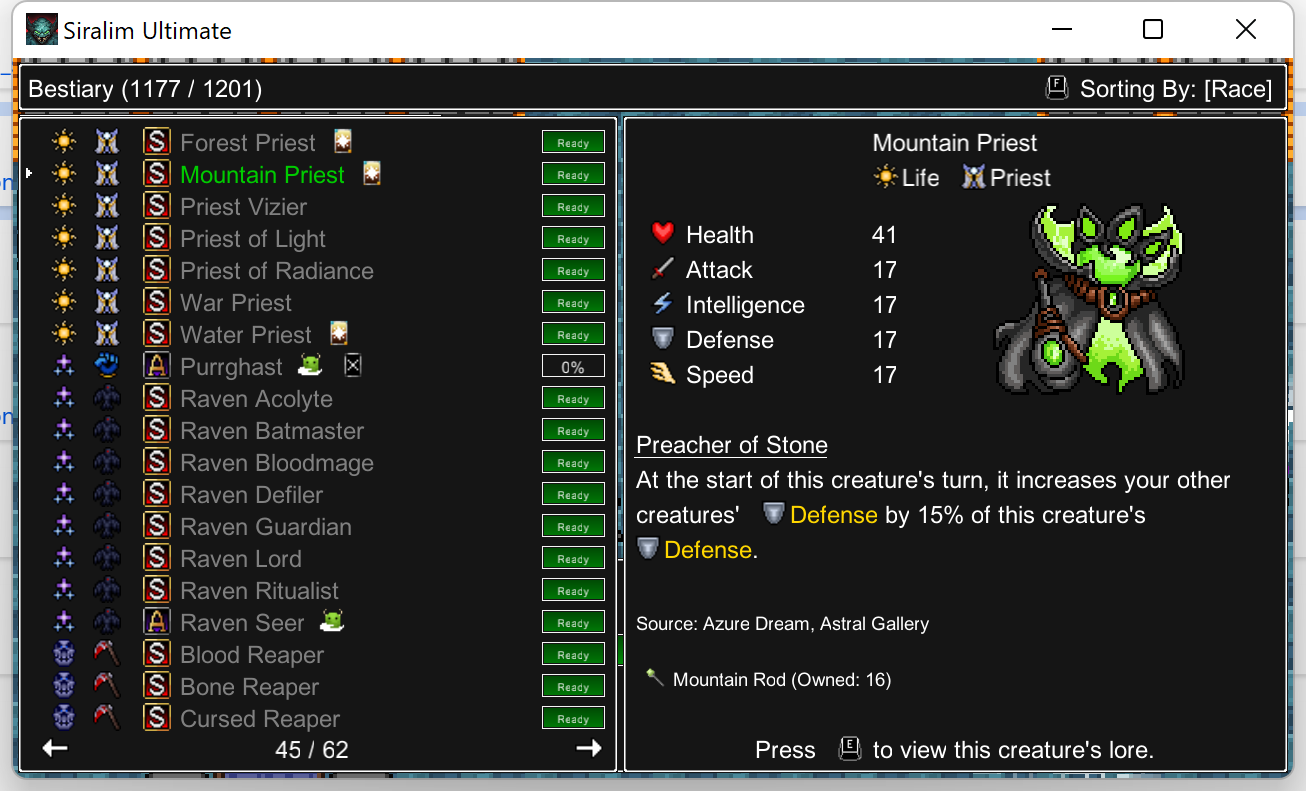 Siralim Ultimate
Bestiary (1177 / 1201)
F Sorting By: [Race]
S Forest Priest Ready
S Mountain Priest Ready
S Priest Vizier Ready
S Priest of Light Ready
S Priest of Radiance Ready
S War Priest Ready
S Water Priest Ready
A Purrghast 0%
S Raven Acolyte Ready
S Raven Batmaster Ready
S Raven Bloodmage Ready
S Raven Defiler Ready
S Raven Guardian Ready
S Raven Lord Ready
S Raven Ritualist Ready
A Raven Seer Ready
S Blood Reaper Ready
S Bone Reaper Ready
S Cursed Reaper Ready
45 / 62
Mountain Priest
Life Priest
Health 41
Attack 17
Intelligence 17
Defense 17
Speed 17
Preacher of Stone
At the start of this creature's turn, it increases your other
creatures' Defense by 15% of this creature's
Defense.
Source: Azure Dream, Astral Gallery
Mountain Rod (Owned: 16)
Press E to view this creature's lore.